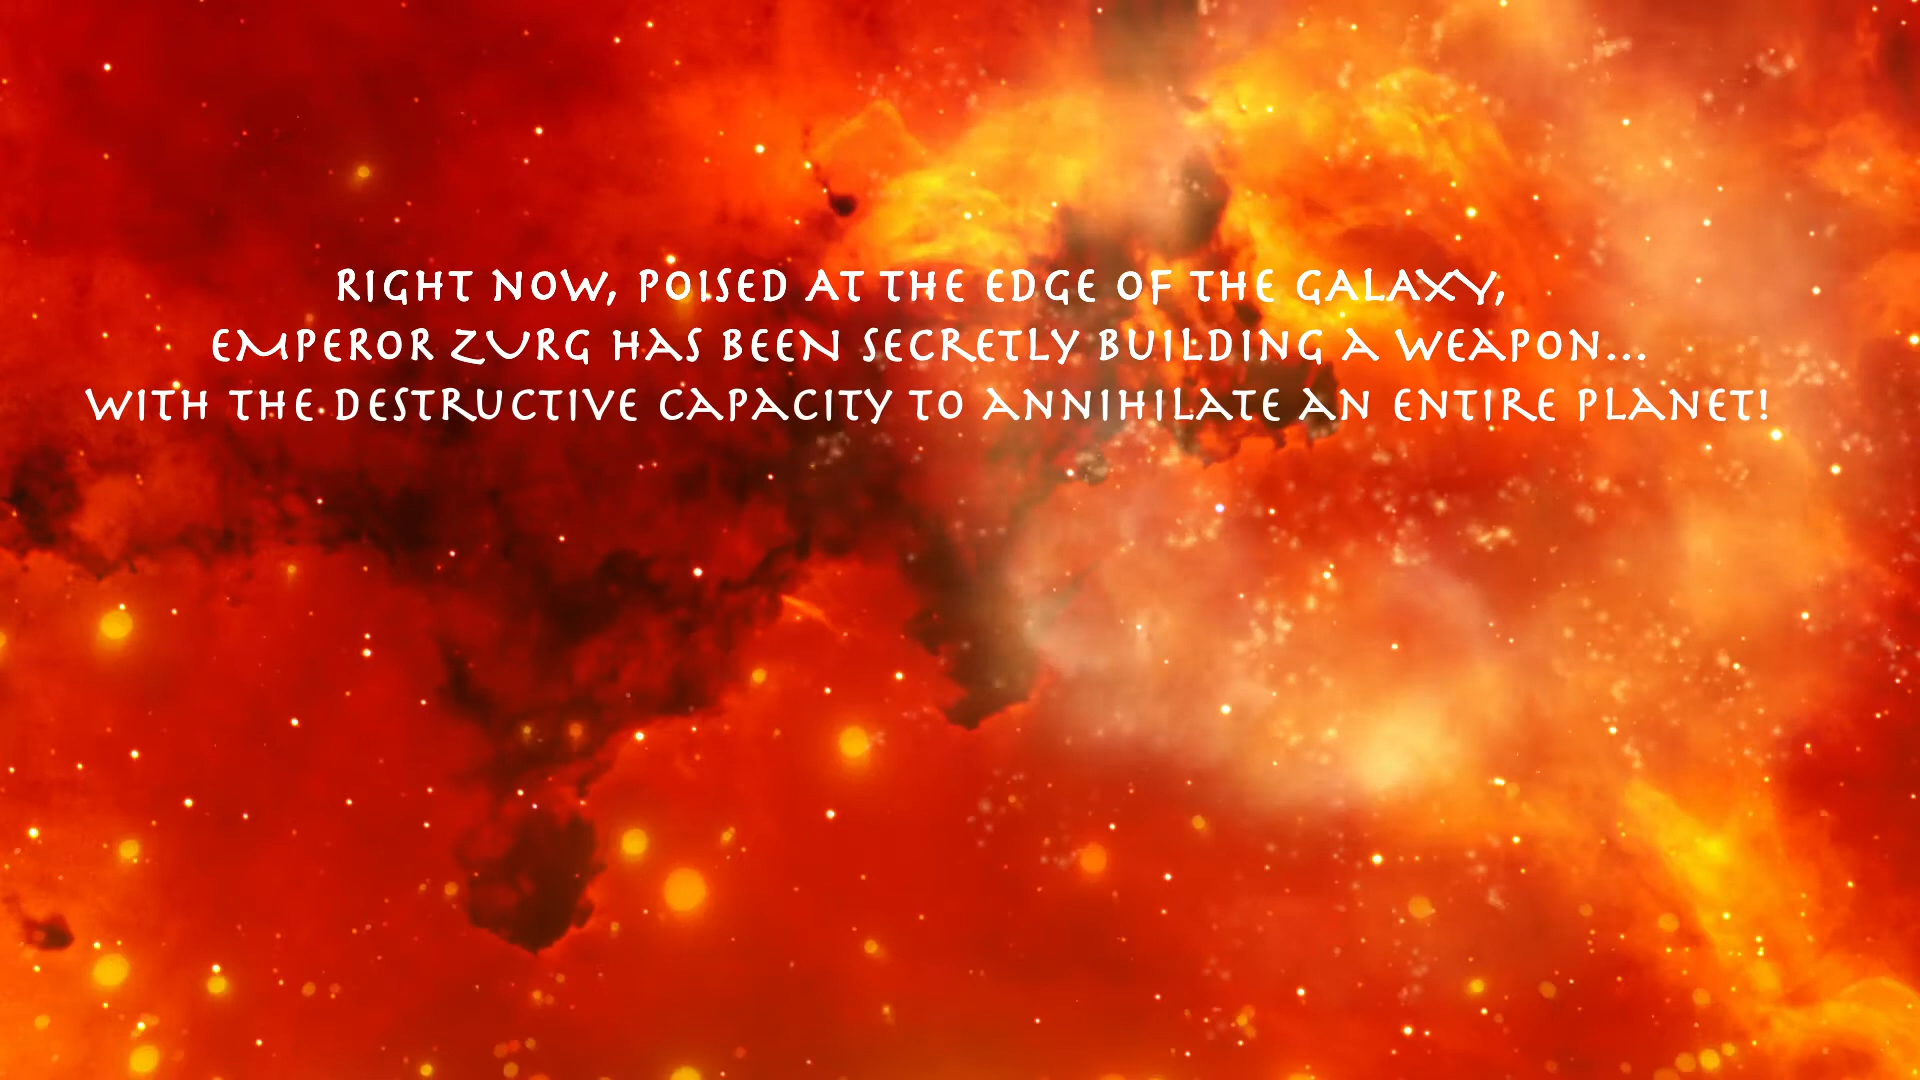 RIGHT NOW, POISED AT THE EDGE OF THE GALAXY,
EMPEROR ZURG HAS BEEN SECRETLY BUILDING A WEAPON...
WITH THE DESTRUCTIVE CAPACITY TO ANNIHILATE AN ENTIRE PLANET!